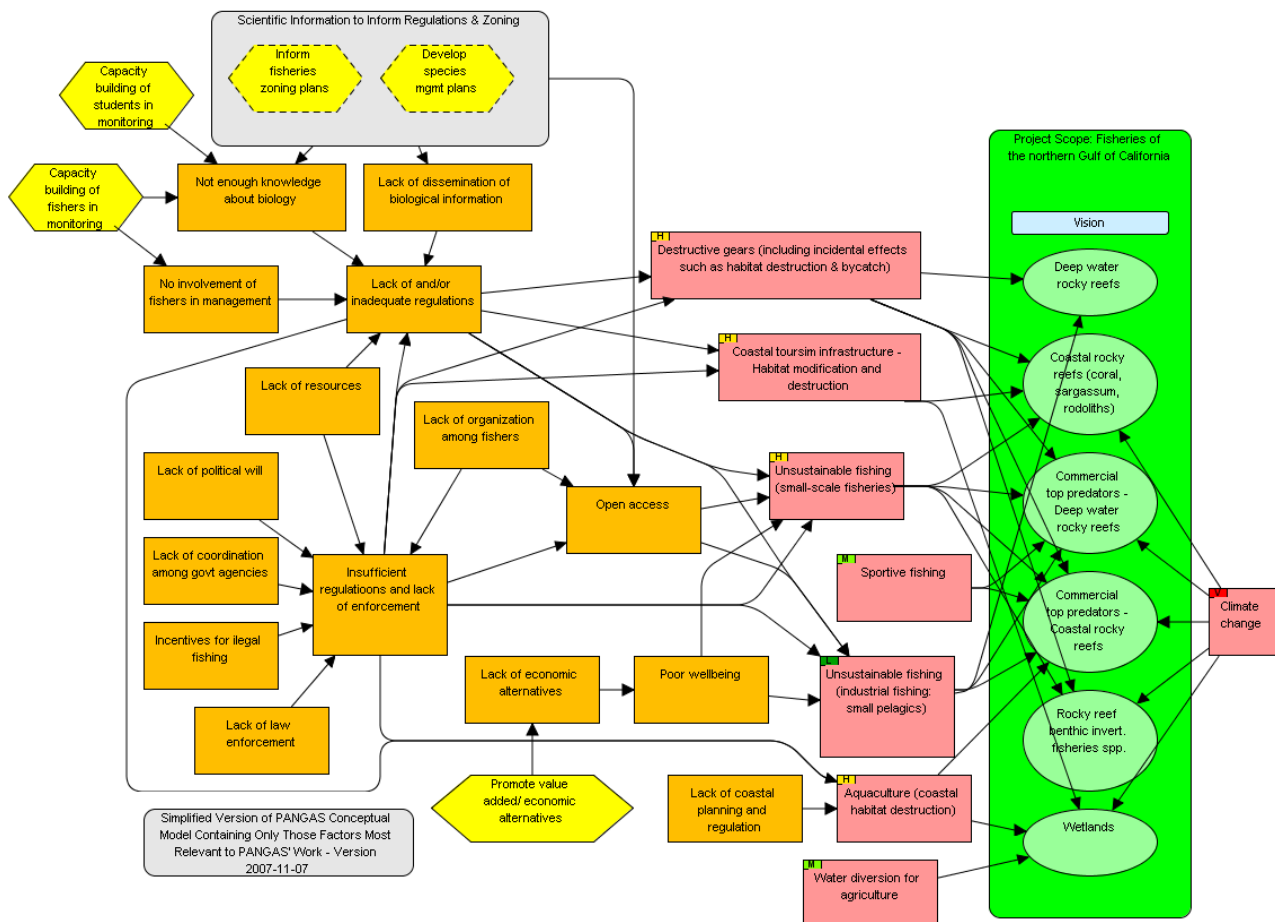 Scientific Information to Inform Regulations & Zoning
Inform
fisheries
zoning plans
Develop
species
mgmt plans
Capacity
building of
students in
monitoring
Capacity
building of
fishers in
monitoring
Not enough knowledge
about biology
Lack of dissemination of
biological information
No involvement of
fishers in management
Lack of and/or
inadequate regulations
Lack of resources
Lack of organization
among fishers
Lack of political will
Lack of coordination
among govt agencies
Incentives for ilegal
fishing
Lack of law
enforcement
Insufficient
regulatioons and lack
of enforcement
Open access
Lack of economic
alternatives
Poor wellbeing
Promote value
added/ economic
alternatives
Lack of coastal
planning and
regulation
H
Destructive gears (including incidental effects
such as habitat destruction & bycatch)
H
Coastal toursim infrastructure -
Habitat modification and
destruction
H
Unsustainable fishing
(small-scale fisheries)
M
Sportive fishing
L
Unsustainable fishing
(industrial fishing:
small pelagics)
H
Aquaculture (coastal
habitat destruction)
M
Water diversion for
agriculture
Project Scope: Fisheries of
the northern Gulf of California
Vision
Deep water
rocky reefs
Coastal rocky
reefs (coral,
sargassum,
rodoliths)
Commercial
top predators -
Deep water
rocky reefs
Commercial
top predators -
Coastal rocky
reefs
Rocky reef
benthic invert.
fisheries spp.
Wetlands
V
Climate
change
Simplified Version of PANGAS Conceptual
Model Containing Only Those Factors Most
Relevant to PANGAS' Work - Version
2007-11-07